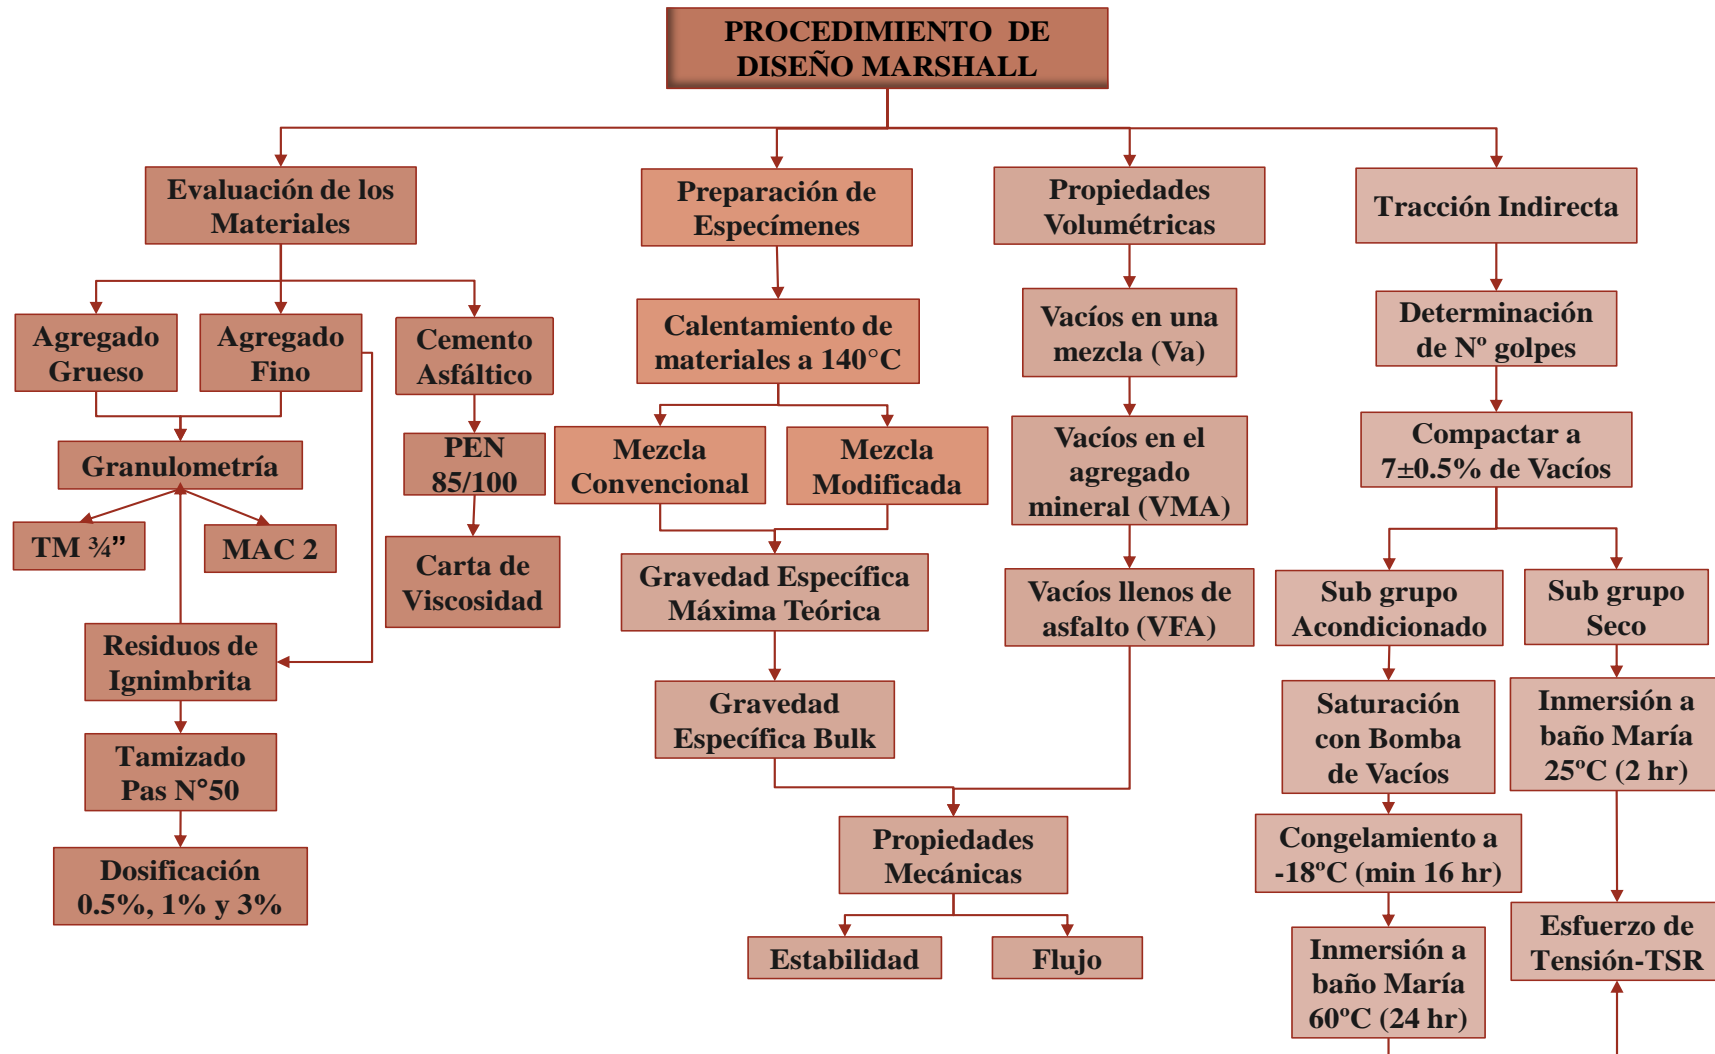 PROCEDIMIENTO DE
DISEÑO MARSHALL
Evaluación de los
Materiales
Agregado
Grueso
Agregado
Fino
Cemento
Asfáltico
Granulometría
PEN
85/100
TM ¾”
MAC 2
Carta de
Viscosidad
Residuos de
Ignimbrita
Tamizado
Pas N°50
Dosificación
0.5%, 1% y 3%
Preparación de
Especímenes
Calentamiento de
materiales a 140°C
Mezcla
Convencional
Mezcla
Modificada
Gravedad Específica
Máxima Teórica
Gravedad
Específica Bulk
Propiedades
Volumétricas
Vacíos en una
mezcla (Va)
Vacíos en el
agregado
mineral (VMA)
Vacíos llenos de
asfalto (VFA)
Propiedades
Mecánicas
Estabilidad
Flujo
Tracción Indirecta
Determinación
de Nº golpes
Compactar a
7±0.5% de Vacíos
Sub grupo
Acondicionado
Sub grupo
Seco
Saturación
con Bomba
de Vacíos
Inmersión a
baño María
25ºC (2 hr)
Congelamiento a
-18ºC (min 16 hr)
Inmersión a
baño María
60ºC (24 hr)
Esfuerzo de
Tensión-TSR